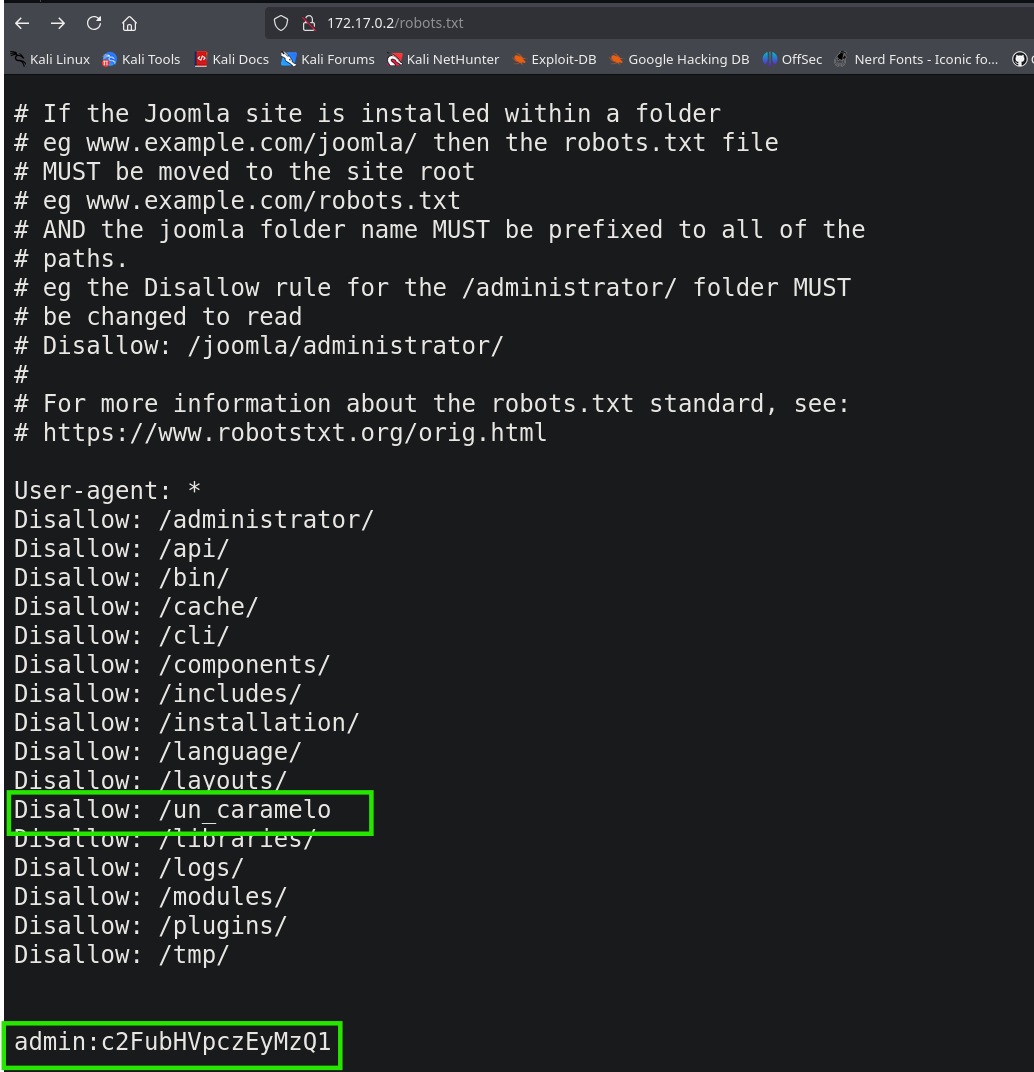 172.17.0.2/robots.txt
Kali Linux Kali Tools Kali Docs Kali Forums Kali NetHunter Exploit-DB Google Hacking DB OffSec Nerd Fonts - Iconic fo...
# If the Joomla site is installed within a folder
# eg www.example.com/joomla/ then the robots.txt file
# MUST be moved to the site root
# eg www.example.com/robots.txt
# AND the joomla folder name MUST be prefixed to all of the
# paths.
# eg the Disallow rule for the /administrator/ folder MUST
# be changed to read
# Disallow: /joomla/administrator/
#
# For more information about the robots.txt standard, see:
# https://www.robotstxt.org/orig.html
User-agent: *
Disallow: /administrator/
Disallow: /api/
Disallow: /bin/
Disallow: /cache/
Disallow: /cli/
Disallow: /components/
Disallow: /includes/
Disallow: /installation/
Disallow: /language/
Disallow: /layouts/
Disallow: /un_caramelo
Disallow: /libraries/
Disallow: /logs/
Disallow: /modules/
Disallow: /plugins/
Disallow: /tmp/
admin:c2FubHVpczEyMzQ1